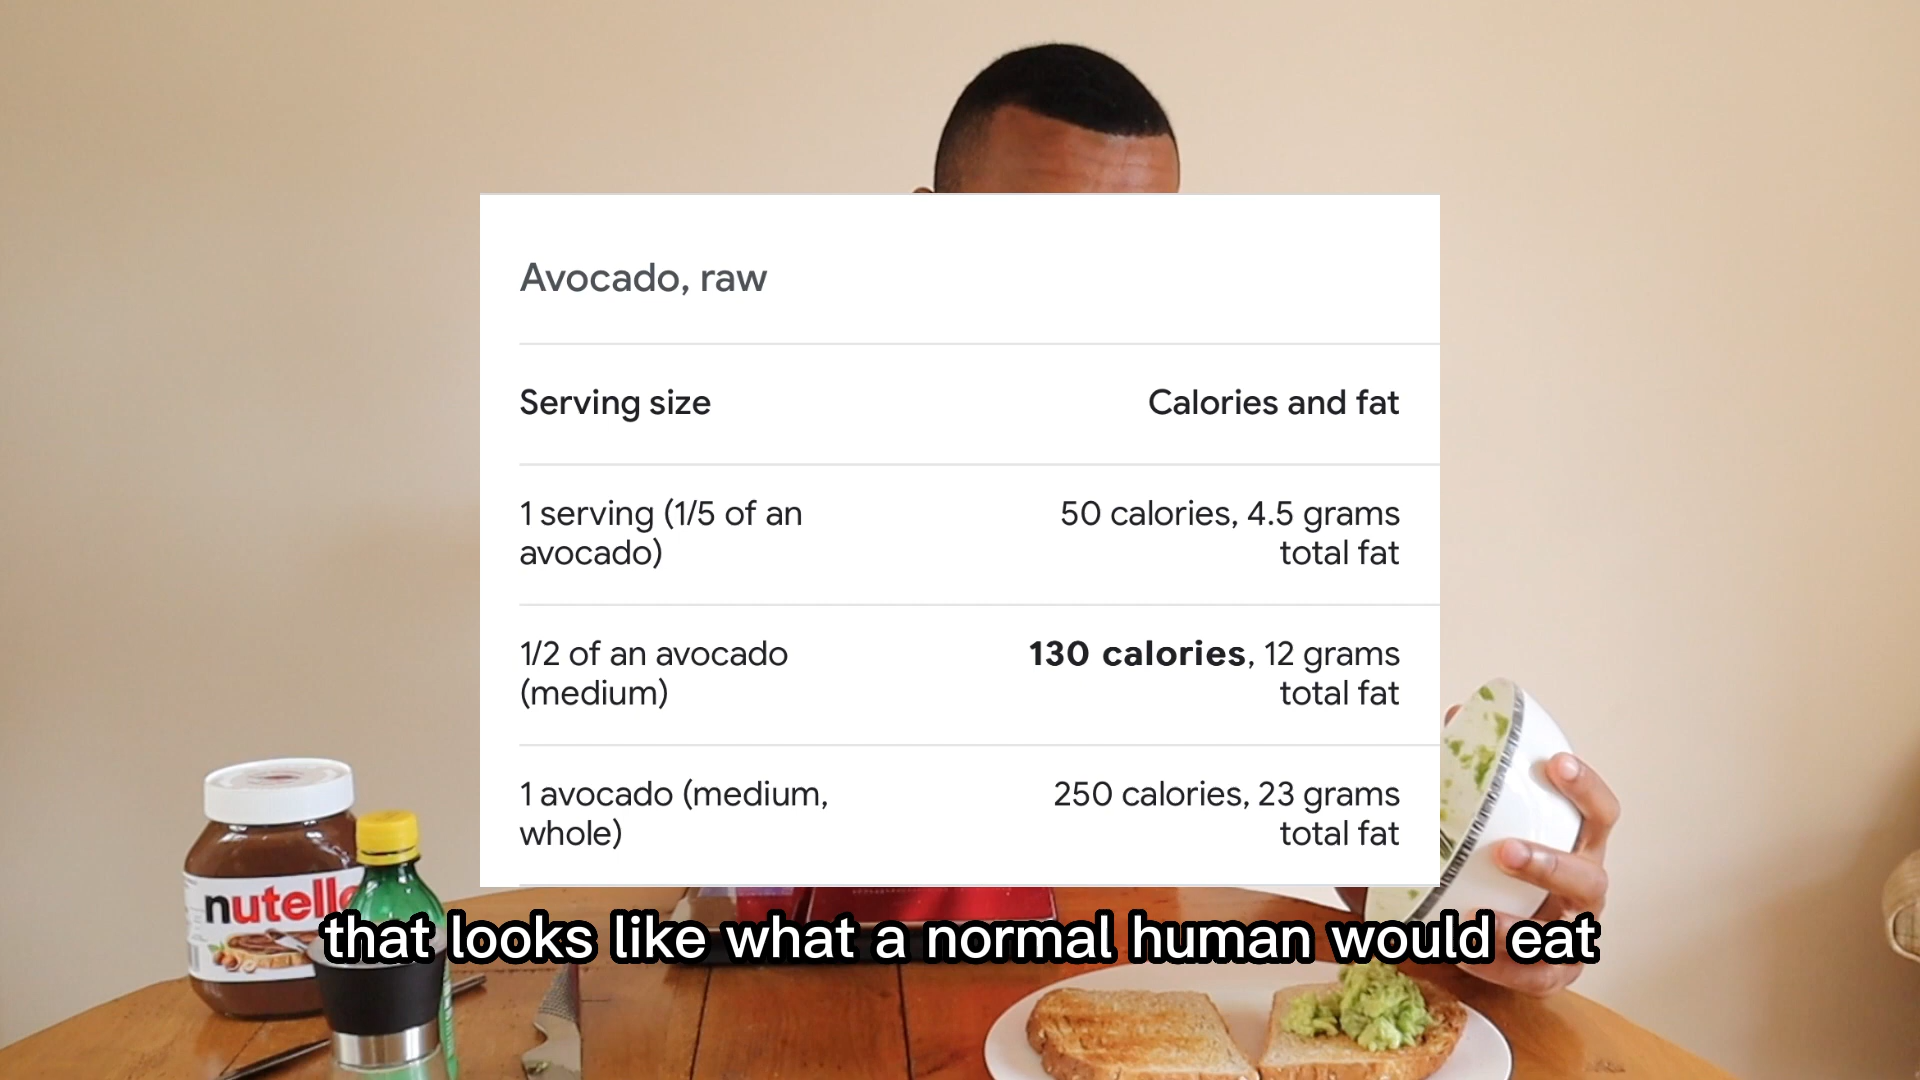 Avocado, raw
Serving size
Calories and fat
1 serving (1/5 of an
avocado)
50 calories, 4.5 grams
total fat
1/2 of an avocado
(medium)
130 calories, 12 grams
total fat
1 avocado (medium,
whole)
250 calories, 23 grams
total fat
nutella
that looks like what a normal human would eat